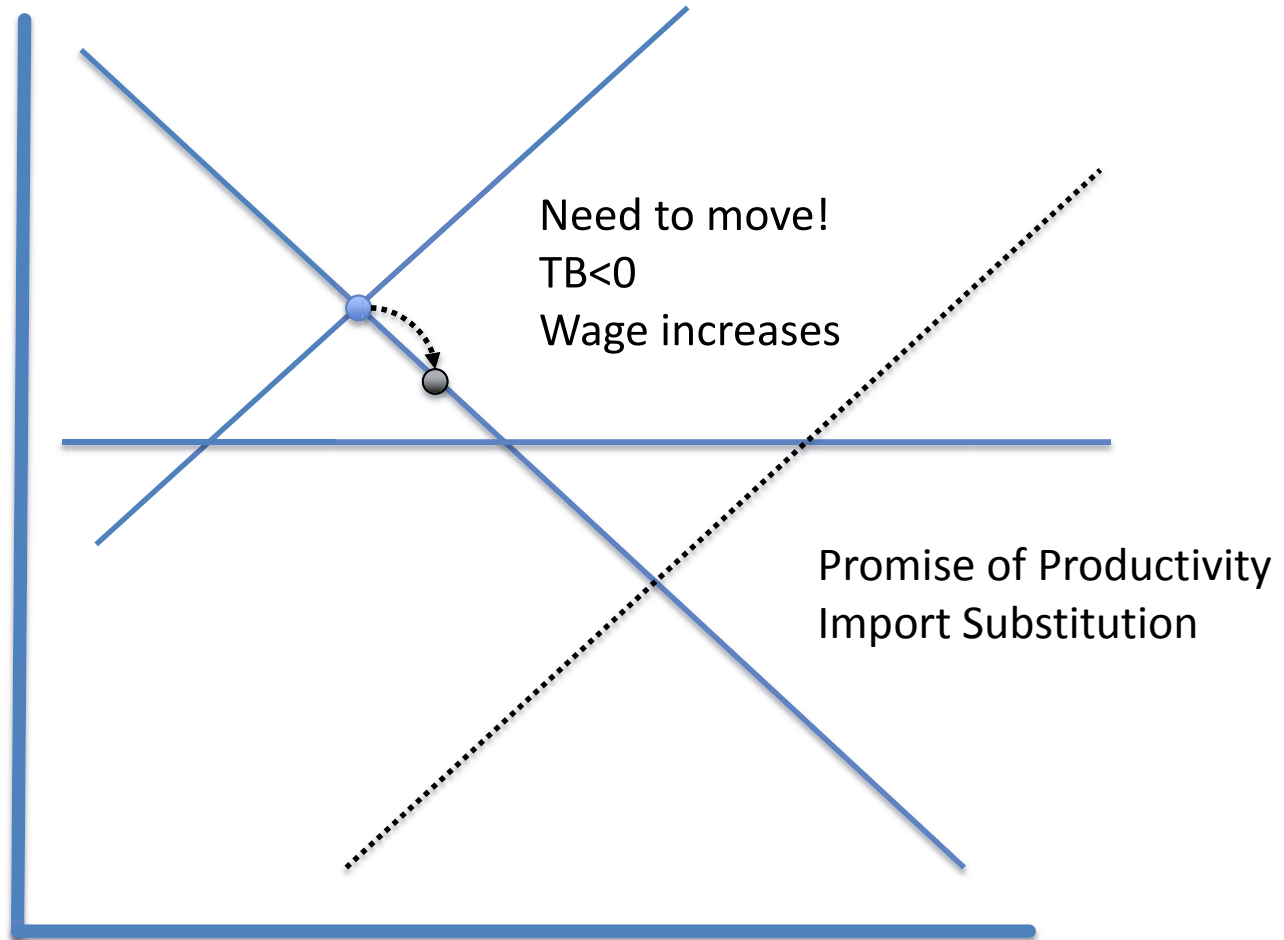 Need to move!
TB<0
Wage increases
Promise of Productivity
Import Substitution